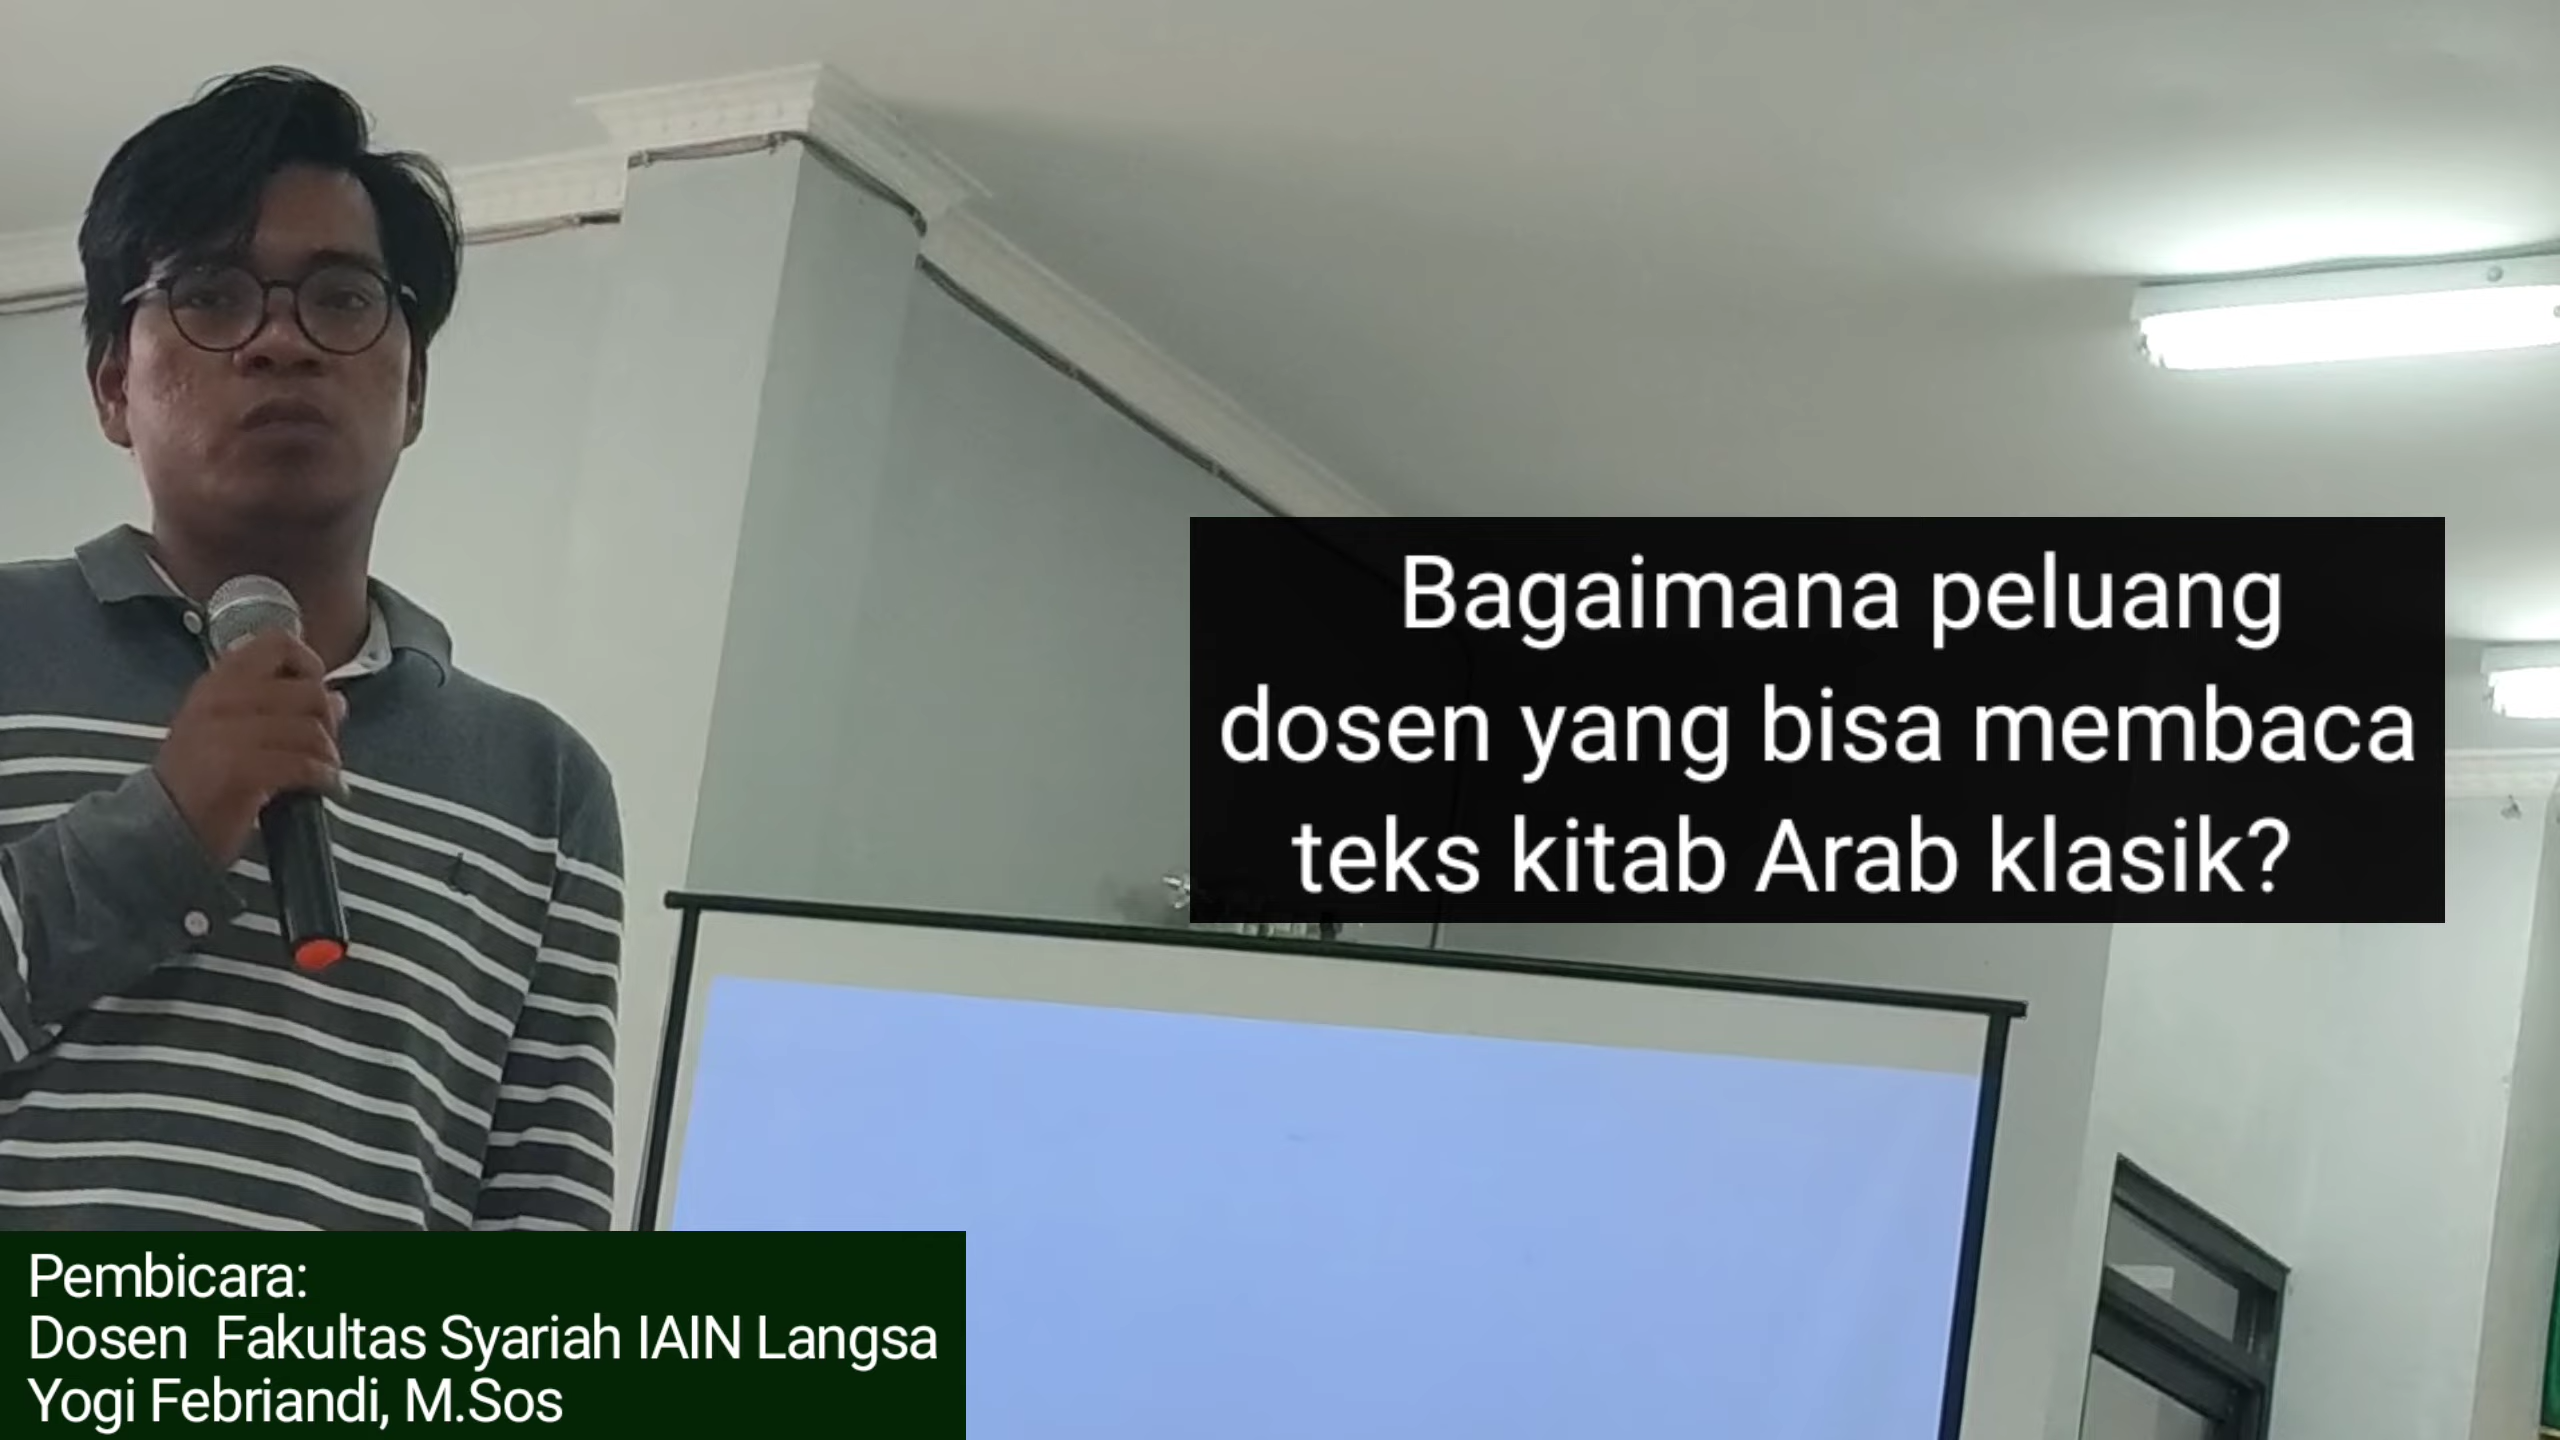 Bagaimana peluang
dosen yang bisa membaca
teks kitab Arab klasik?
Pembicara:
Dosen Fakultas Syariah IAIN Langsa
Yogi Febriandi, M.Sos